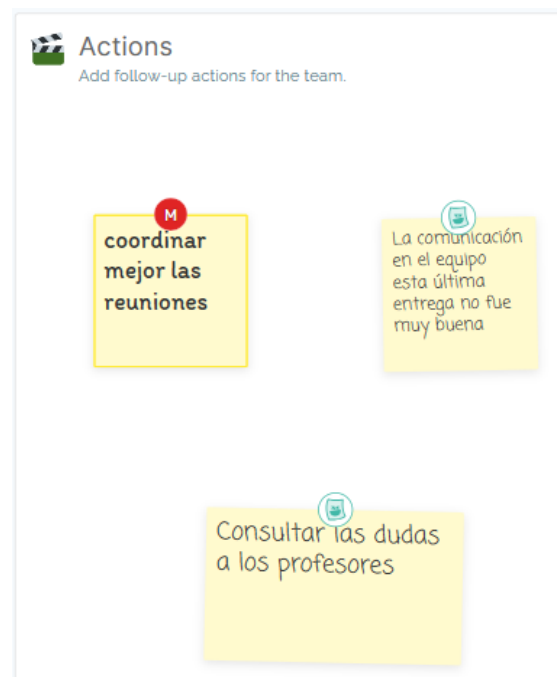 Actions
Add follow-up actions for the team.
M
coordinar
mejor las
reuniones
La comunicación
en el equipo
esta última
entrega no fue
muy buena
Consultar las dudas
a los profesores